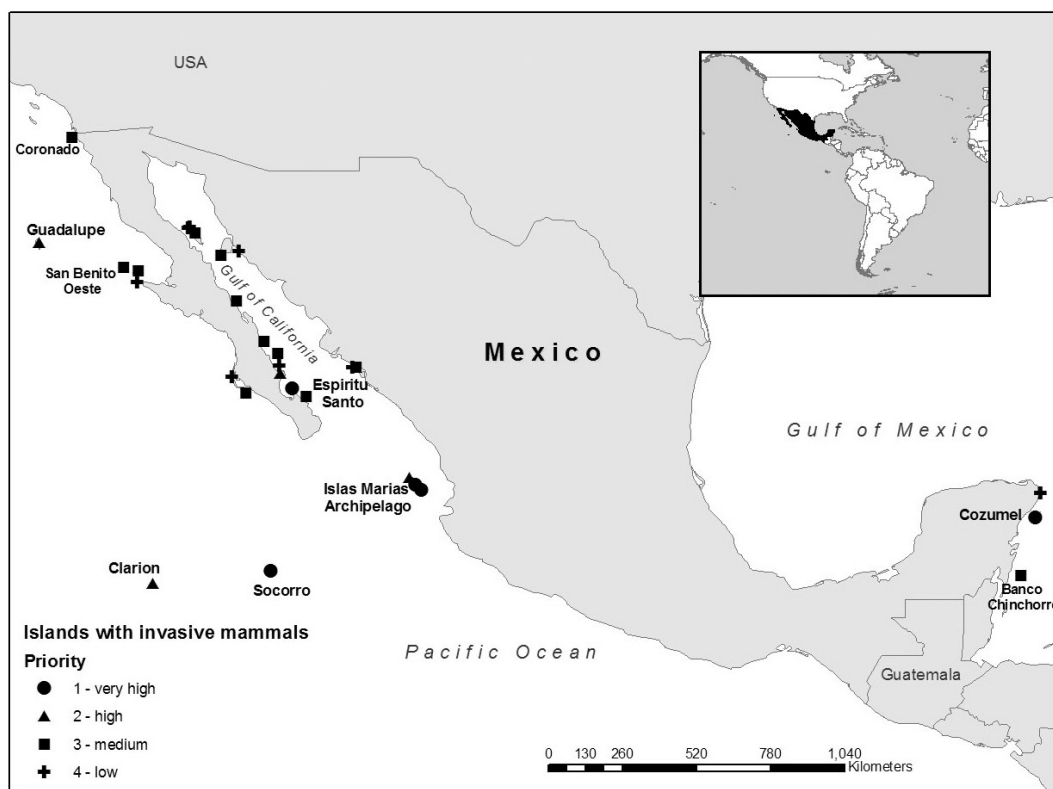 USA
Coronado
Guadalupe
San Benito
Oeste
Gulf of California
Mexico
Espiritu
Santo
Gulf of Mexico
Islas Marias
Archipelago
Cozumel
Clarion
Socorro
Banco
Chinchorro
Islands with invasive mammals
Priority
Pacific Ocean
Guatemala
1 - very high
2 - high
3 - medium
4 - low
0 130 260 520 780 1,040
Kilometers